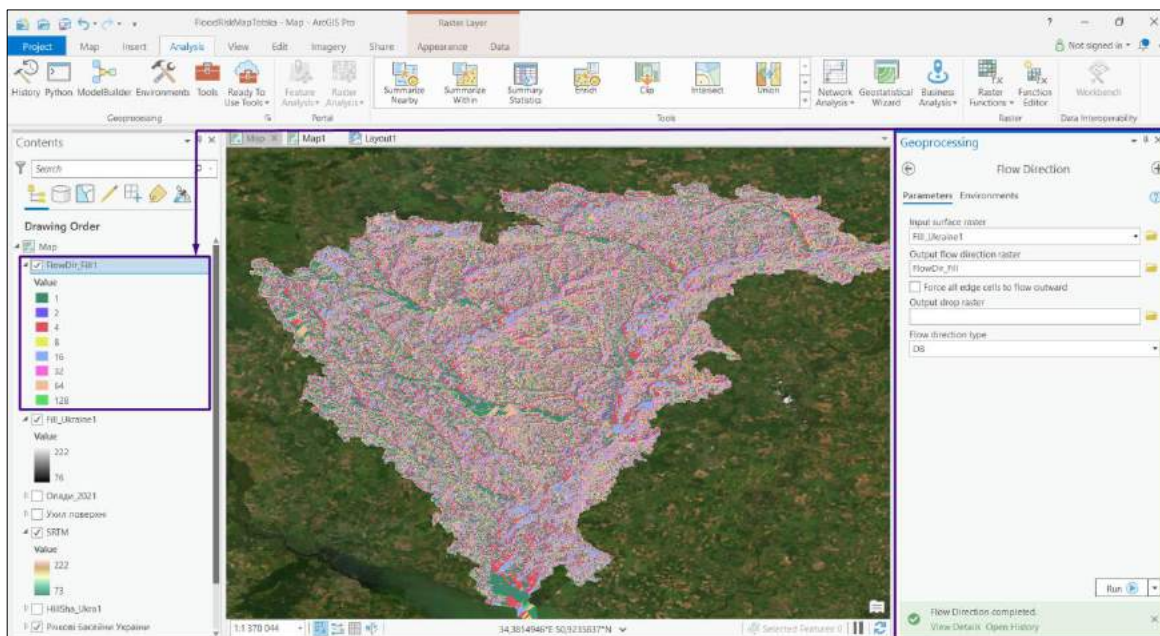 FloodRiskMapTotska - Map - ArcGIS Pro
Raster Layer
?
Project
Map
Insert
Analysis
View
Edit
Imagery
Share
Appearance
Data
Not signed in
History
Python
ModelBuilder
Environments
Tools
Ready To
Use Tools
Feature
Analysis
Raster
Analysis
Summarize
Nearby
Summarize
Within
Summary
Statistics
Enrich
Clip
Intersect
Union
Network
Analysis
Geostatistical
Wizard
Business
Analysis
Raster
Functions
Function
Editor
Workbench
Geoprocessing
Portal
Tools
Raster
Data Interoperability
Contents
Search
Drawing Order
Map
FlowDir_Fill1
Value
1
2
4
8
16
32
64
128
Fill_Ukraine1
Value
222
76
Опади_2021
Ухил поверхні
SRTM
Value
222
73
HillSha_Ukra1
Річкові басейни України
Map
Map1
Layout1
1:1 370 044
34,3814946°E 50,9235837°N
Selected Features: 0
Geoprocessing
Flow Direction
Parameters
Environments
Input surface raster
Fill_Ukraine1
Output flow direction raster
FlowDir_Fill
Force all edge cells to flow outward
Output drop raster
Flow direction type
D8
Run
Flow Direction completed.
View Details
Open History